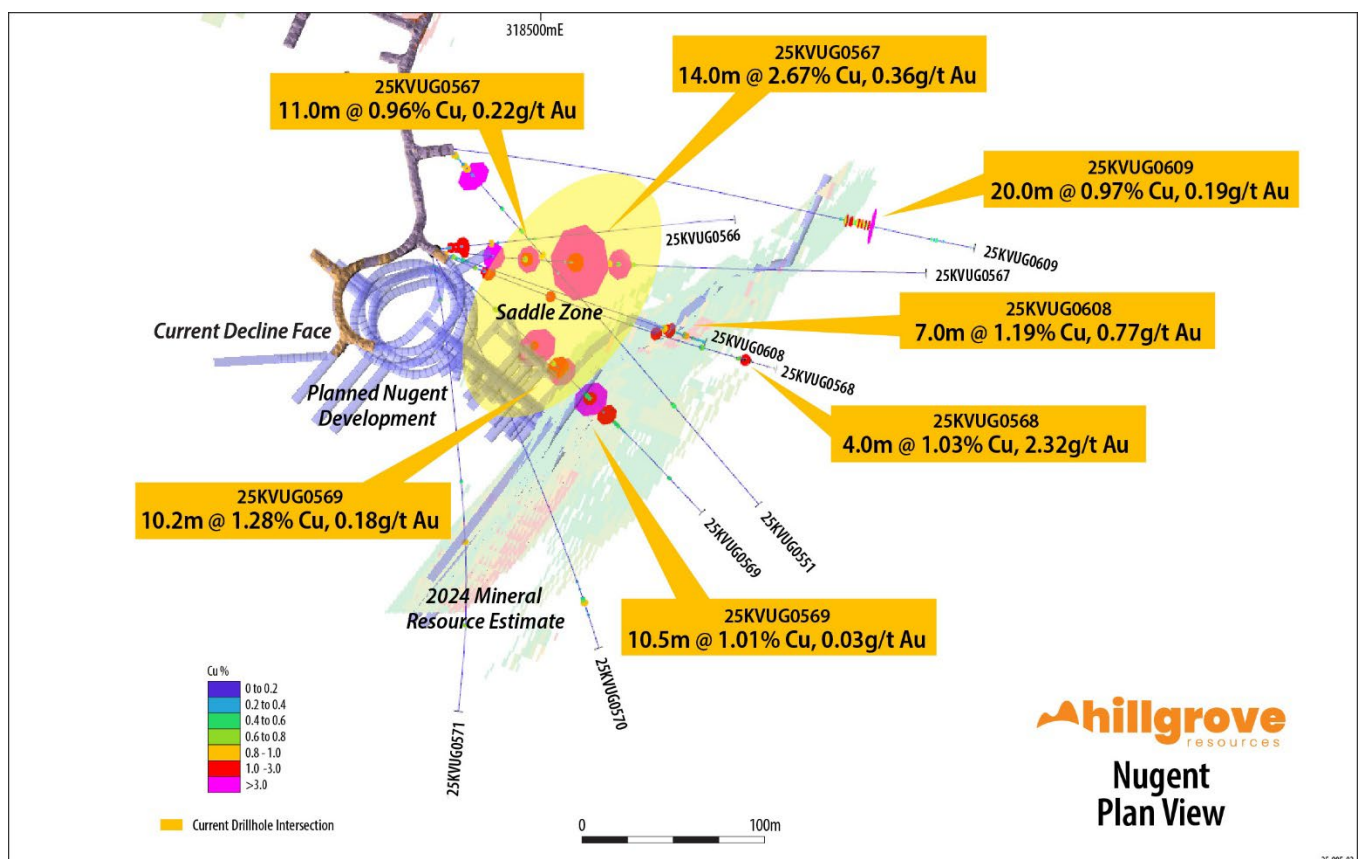 318500mE
25KVUG0567
14.0m @ 2.67% Cu, 0.36g/t Au
25KVUG0567
11.0m @ 0.96% Cu, 0.22g/t Au
25KVUG0609
20.0m @ 0.97% Cu, 0.19g/t Au
25KVUG0566
25KVUG0609
25KVUG0567
Saddle Zone
Current Decline Face
25KVUG0608
7.0m @ 1.19% Cu, 0.77g/t Au
25KVUG0608
25KVUG0568
Planned Nugent
Development
25KVUG0568
4.0m @ 1.03% Cu, 2.32g/t Au
25KVUG0569
10.2m @ 1.28% Cu, 0.18g/t Au
25KVUG0569
25KVUG0551
2024 Mineral
Resource Estimate
25KVUG0569
10.5m @ 1.01% Cu, 0.03g/t Au
25KVUG0570
25KVUG0571
Cu %
0 to 0.2
0.2 to 0.4
0.4 to 0.6
0.6 to 0.8
0.8 - 1.0
1.0 -3.0
>3.0
Current Drillhole Intersection
0
100m
hillgrove
resources
Nugent
Plan View